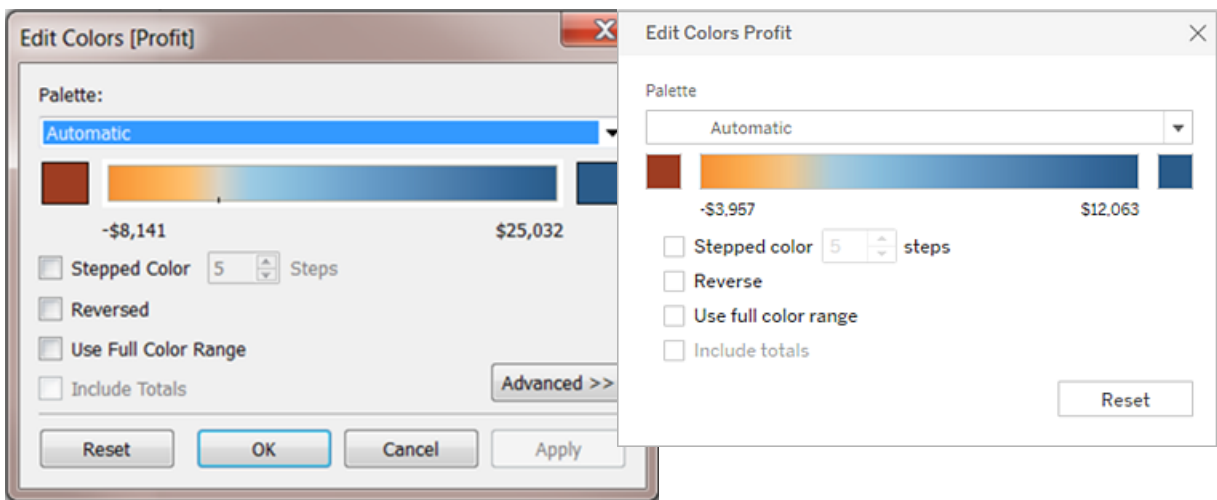 Edit Colors [Profit]
Palette:
Automatic
-$8,141 $25,032
Stepped Color 5 Steps
Reversed
Use Full Color Range
Include Totals
Advanced >>
Reset OK Cancel Apply
Edit Colors Profit
Palette
Automatic
-$3,957 $12,063
Stepped color 5 steps
Reverse
Use full color range
Include totals
Reset